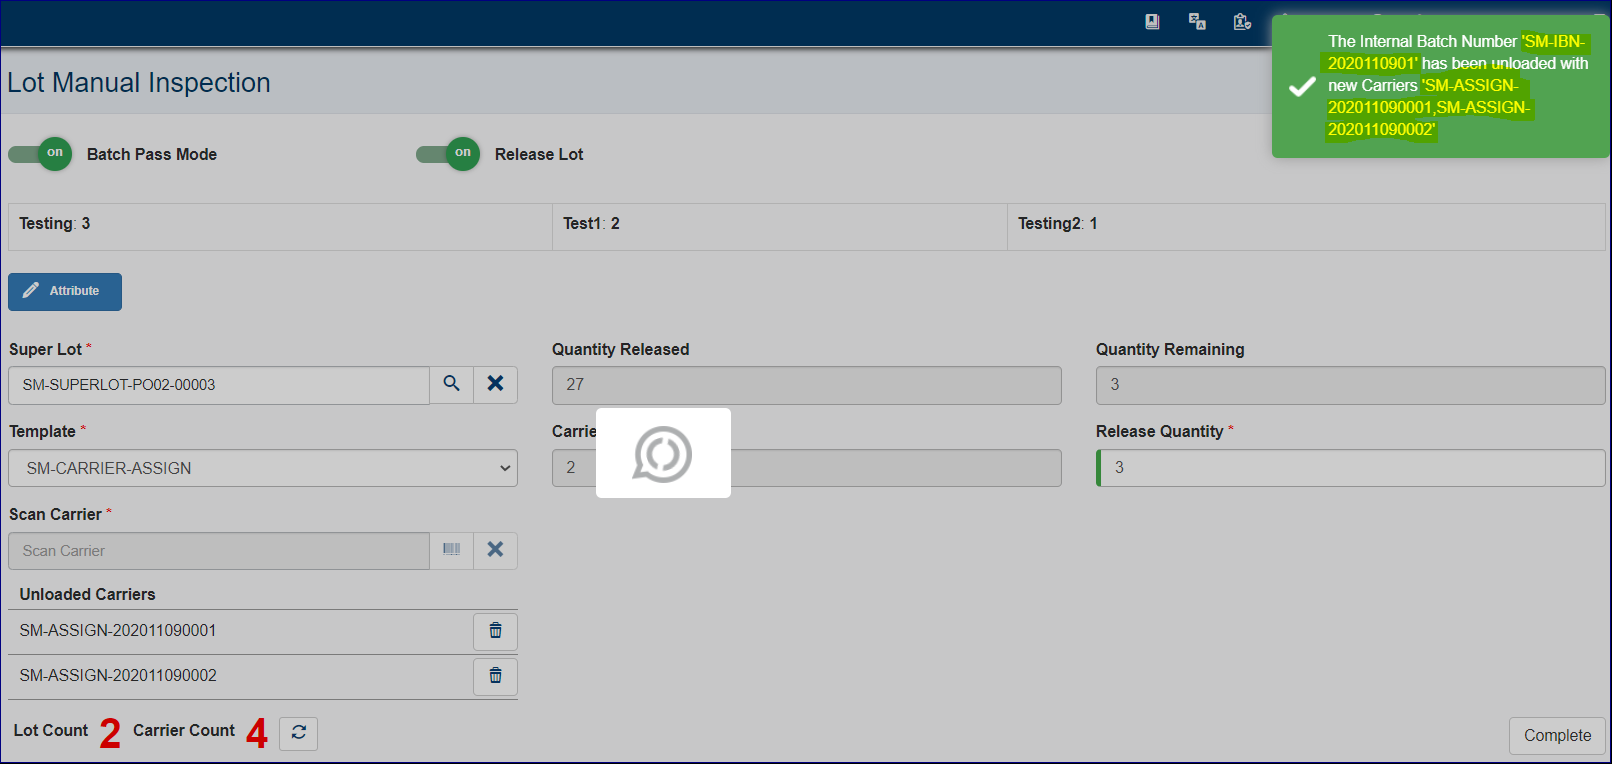 The Internal Batch Number 'SM-IBN-
2020110901' has been unloaded with
new Carriers 'SM-ASSIGN-
202011090001,SM-ASSIGN-
202011090002'
Lot Manual Inspection
on Batch Pass Mode
on Release Lot
Testing: 3
Test1: 2
Testing2: 1
Attribute
Super Lot *
Quantity Released
Quantity Remaining
SM-SUPERLOT-PO02-00003
27
3
Template *
Release Quantity *
SM-CARRIER-ASSIGN
2
3
Scan Carrier *
Scan Carrier
Unloaded Carriers
SM-ASSIGN-202011090001
SM-ASSIGN-202011090002
Lot Count 2 Carrier Count 4
Complete